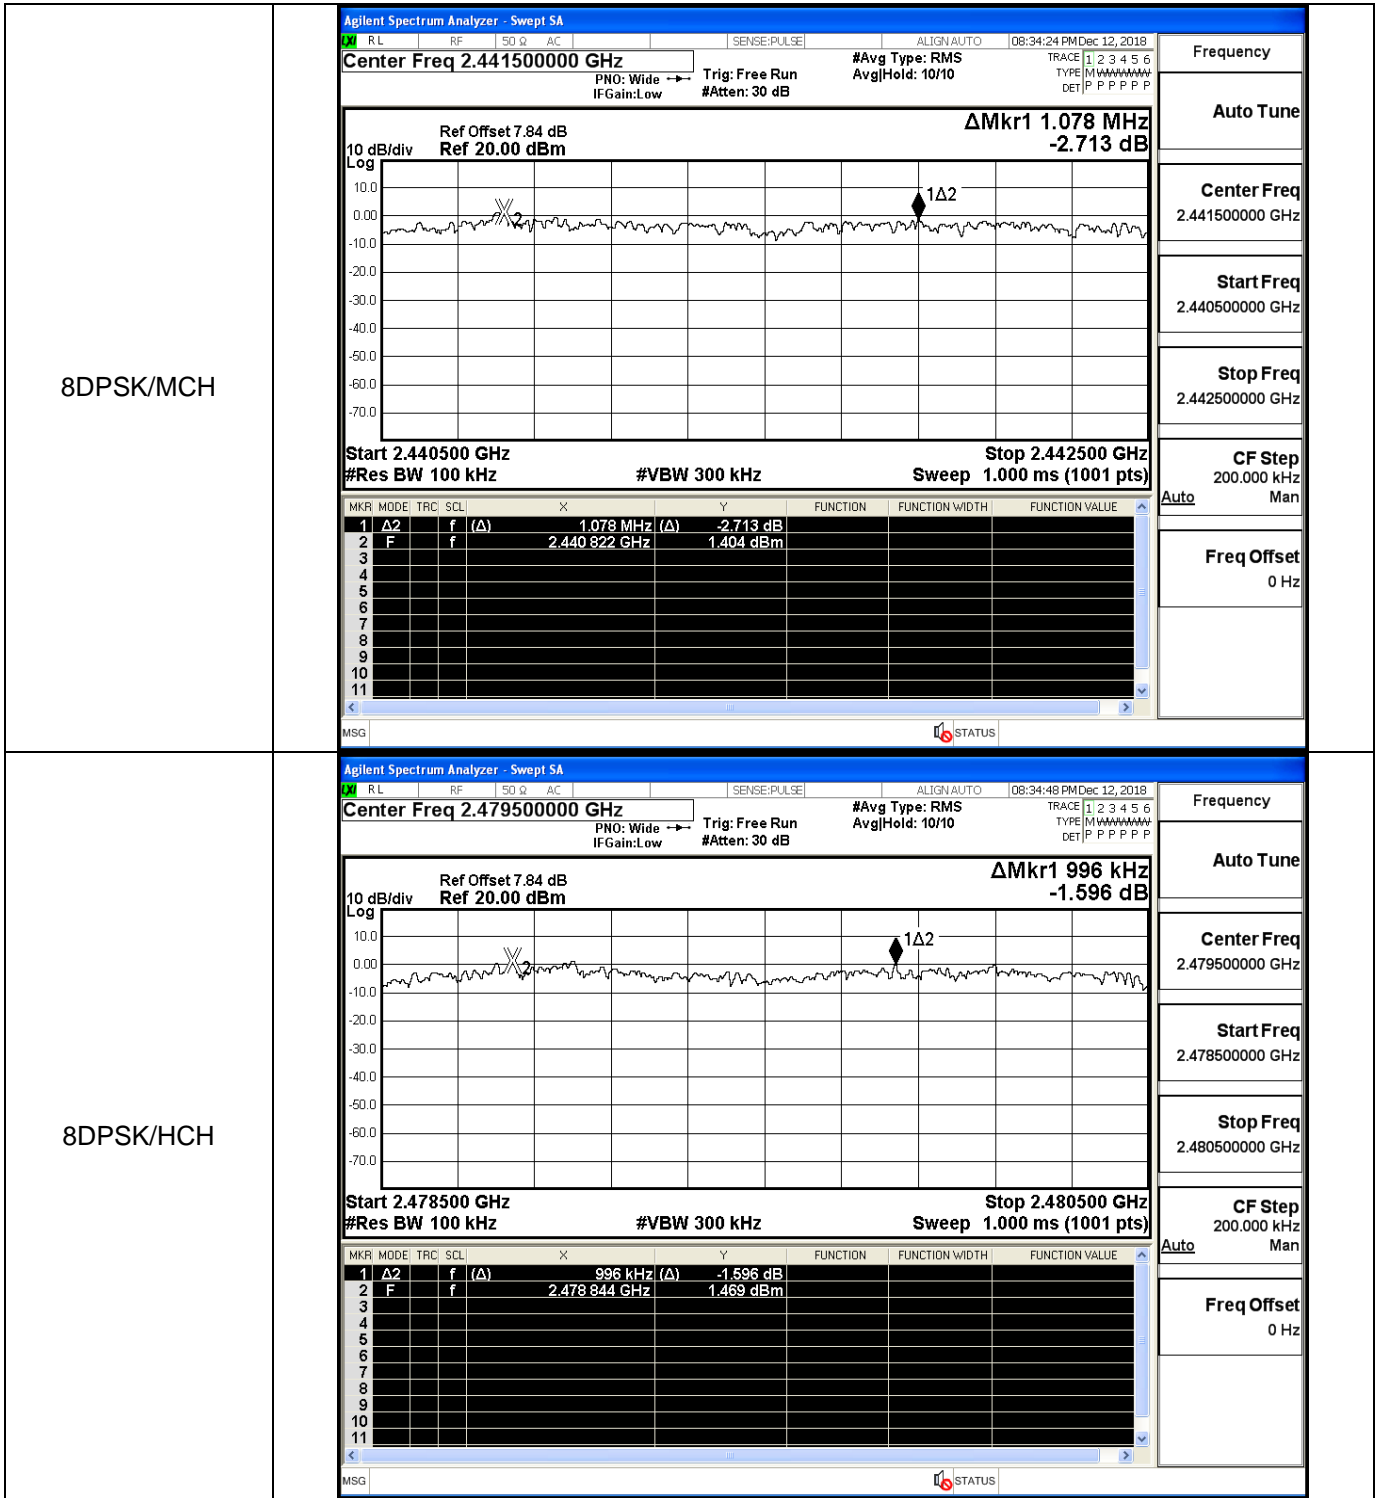 8DPSK/MCH
Agilent Spectrum Analyzer - Swept SA
LXI RL RF 50 Ω AC SENSE:PULSE ALIGN AUTO 08:34:24 PM Dec 12, 2018
Center Freq 2.441500000 GHz
PNO: Wide
IFGain:Low
Trig: Free Run
#Atten: 30 dB
#Avg Type: RMS
Avg|Hold: 10/10
TRACE 1 2 3 4 5 6
TYPE M WWWWW
DET P P P P P P
Ref Offset 7.84 dB
10 dB/div Ref 20.00 dBm
Log
ΔMkr1 1.078 MHz
-2.713 dB
10.0
0.00
-10.0
-20.0
-30.0
-40.0
-50.0
-60.0
-70.0
2
1Δ2
Start 2.440500 GHz Stop 2.442500 GHz
#Res BW 100 kHz #VBW 300 kHz Sweep 1.000 ms (1001 pts)
MKR MODE TRC SCL X Y FUNCTION FUNCTION WIDTH FUNCTION VALUE
1 Δ2 f (Δ) 1.078 MHz (Δ) -2.713 dB
2 F f 2.440 822 GHz 1.404 dBm
3
4
5
6
7
8
9
10
11
MSG STATUS
Frequency
Auto Tune
Center Freq
2.441500000 GHz
Start Freq
2.440500000 GHz
Stop Freq
2.442500000 GHz
CF Step
200.000 kHz
Auto Man
Freq Offset
0 Hz
8DPSK/HCH
Agilent Spectrum Analyzer - Swept SA
LXI RL RF 50 Ω AC SENSE:PULSE ALIGN AUTO 08:34:48 PM Dec 12, 2018
Center Freq 2.479500000 GHz
PNO: Wide
IFGain:Low
Trig: Free Run
#Atten: 30 dB
#Avg Type: RMS
Avg|Hold: 10/10
TRACE 1 2 3 4 5 6
TYPE M WWWWW
DET P P P P P P
Ref Offset 7.84 dB
10 dB/div Ref 20.00 dBm
Log
ΔMkr1 996 kHz
-1.596 dB
10.0
0.00
-10.0
-20.0
-30.0
-40.0
-50.0
-60.0
-70.0
2
1Δ2
Start 2.478500 GHz Stop 2.480500 GHz
#Res BW 100 kHz #VBW 300 kHz Sweep 1.000 ms (1001 pts)
MKR MODE TRC SCL X Y FUNCTION FUNCTION WIDTH FUNCTION VALUE
1 Δ2 f (Δ) 996 kHz (Δ) -1.596 dB
2 F f 2.478 844 GHz 1.469 dBm
3
4
5
6
7
8
9
10
11
MSG STATUS
Frequency
Auto Tune
Center Freq
2.479500000 GHz
Start Freq
2.478500000 GHz
Stop Freq
2.480500000 GHz
CF Step
200.000 kHz
Auto Man
Freq Offset
0 Hz